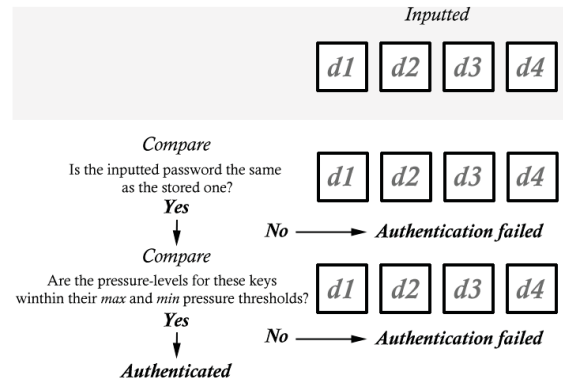 Inputted
d1 d2 d3 d4
Compare
Is the inputted password the same
as the stored one?
d1 d2 d3 d4
Yes
No Authentication failed
Compare
Are the pressure-levels for these keys
winthin their max and min pressure thresholds?
d1 d2 d3 d4
Yes
No Authentication failed
Authenticated